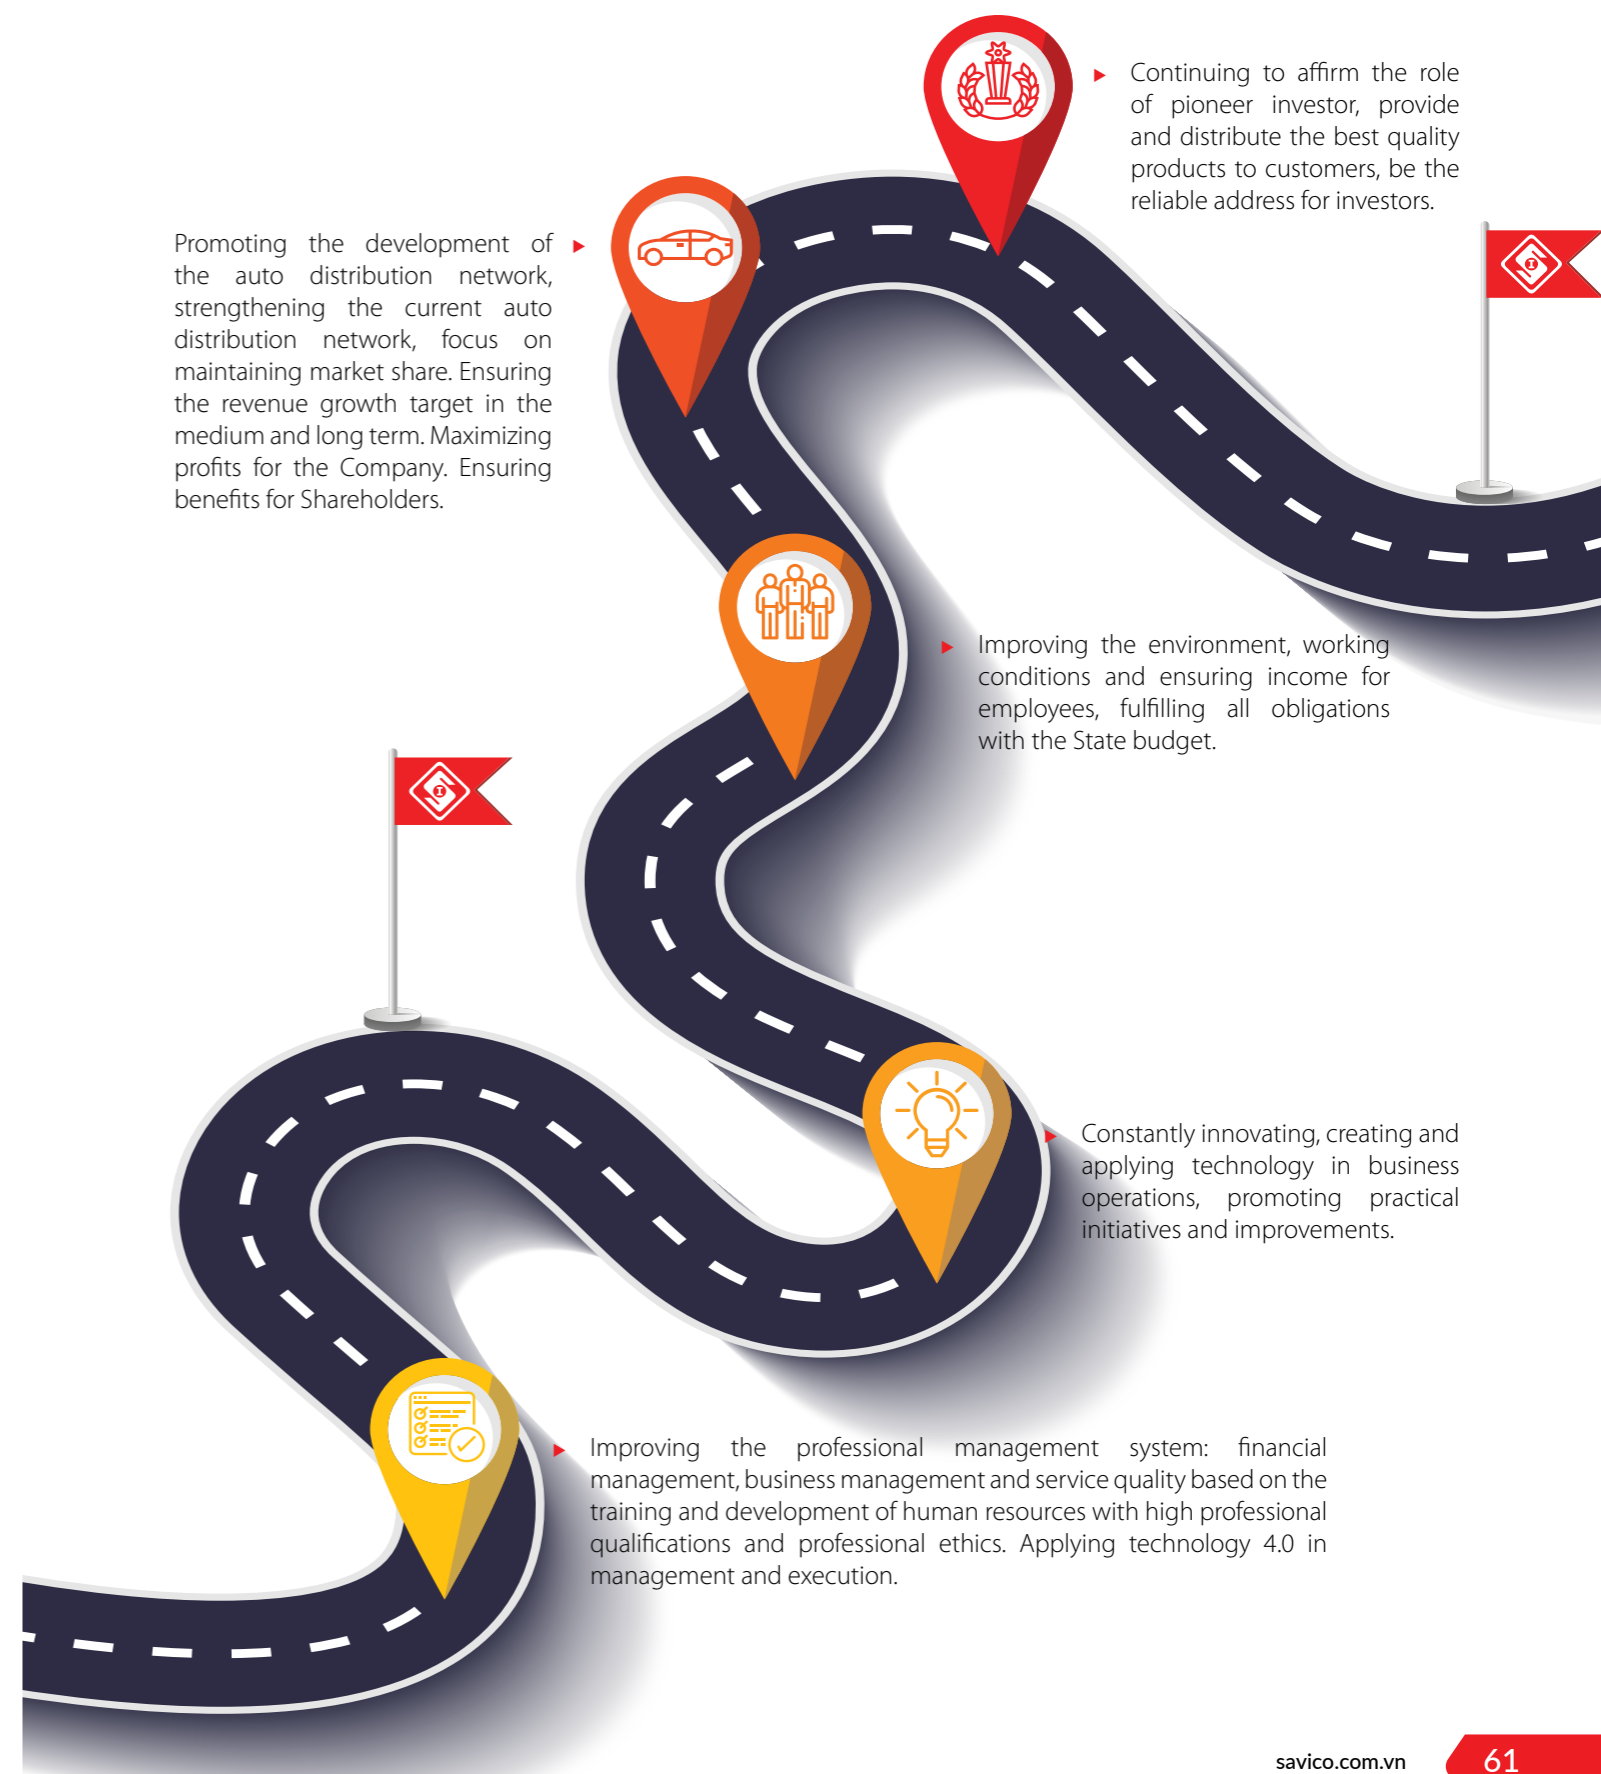 Continuing to affirm the role
of pioneer investor, provide
and distribute the best quality
products to customers, be the
reliable address for investors.
Promoting the development of
the auto distribution network,
strengthening the current auto
distribution network, focus on
maintaining market share. Ensuring
the revenue growth target in the
medium and long term. Maximizing
profits for the Company. Ensuring
benefits for Shareholders.
Improving the environment, working
conditions and ensuring income for
employees, fulfilling all obligations
with the State budget.
Constantly innovating, creating and
applying technology in business
operations, promoting practical
initiatives and improvements.
Improving the professional management system: financial
management, business management and service quality based on the
training and development of human resources with high professional
qualifications and professional ethics. Applying technology 4.0 in
management and execution.
savico.com.vn 61